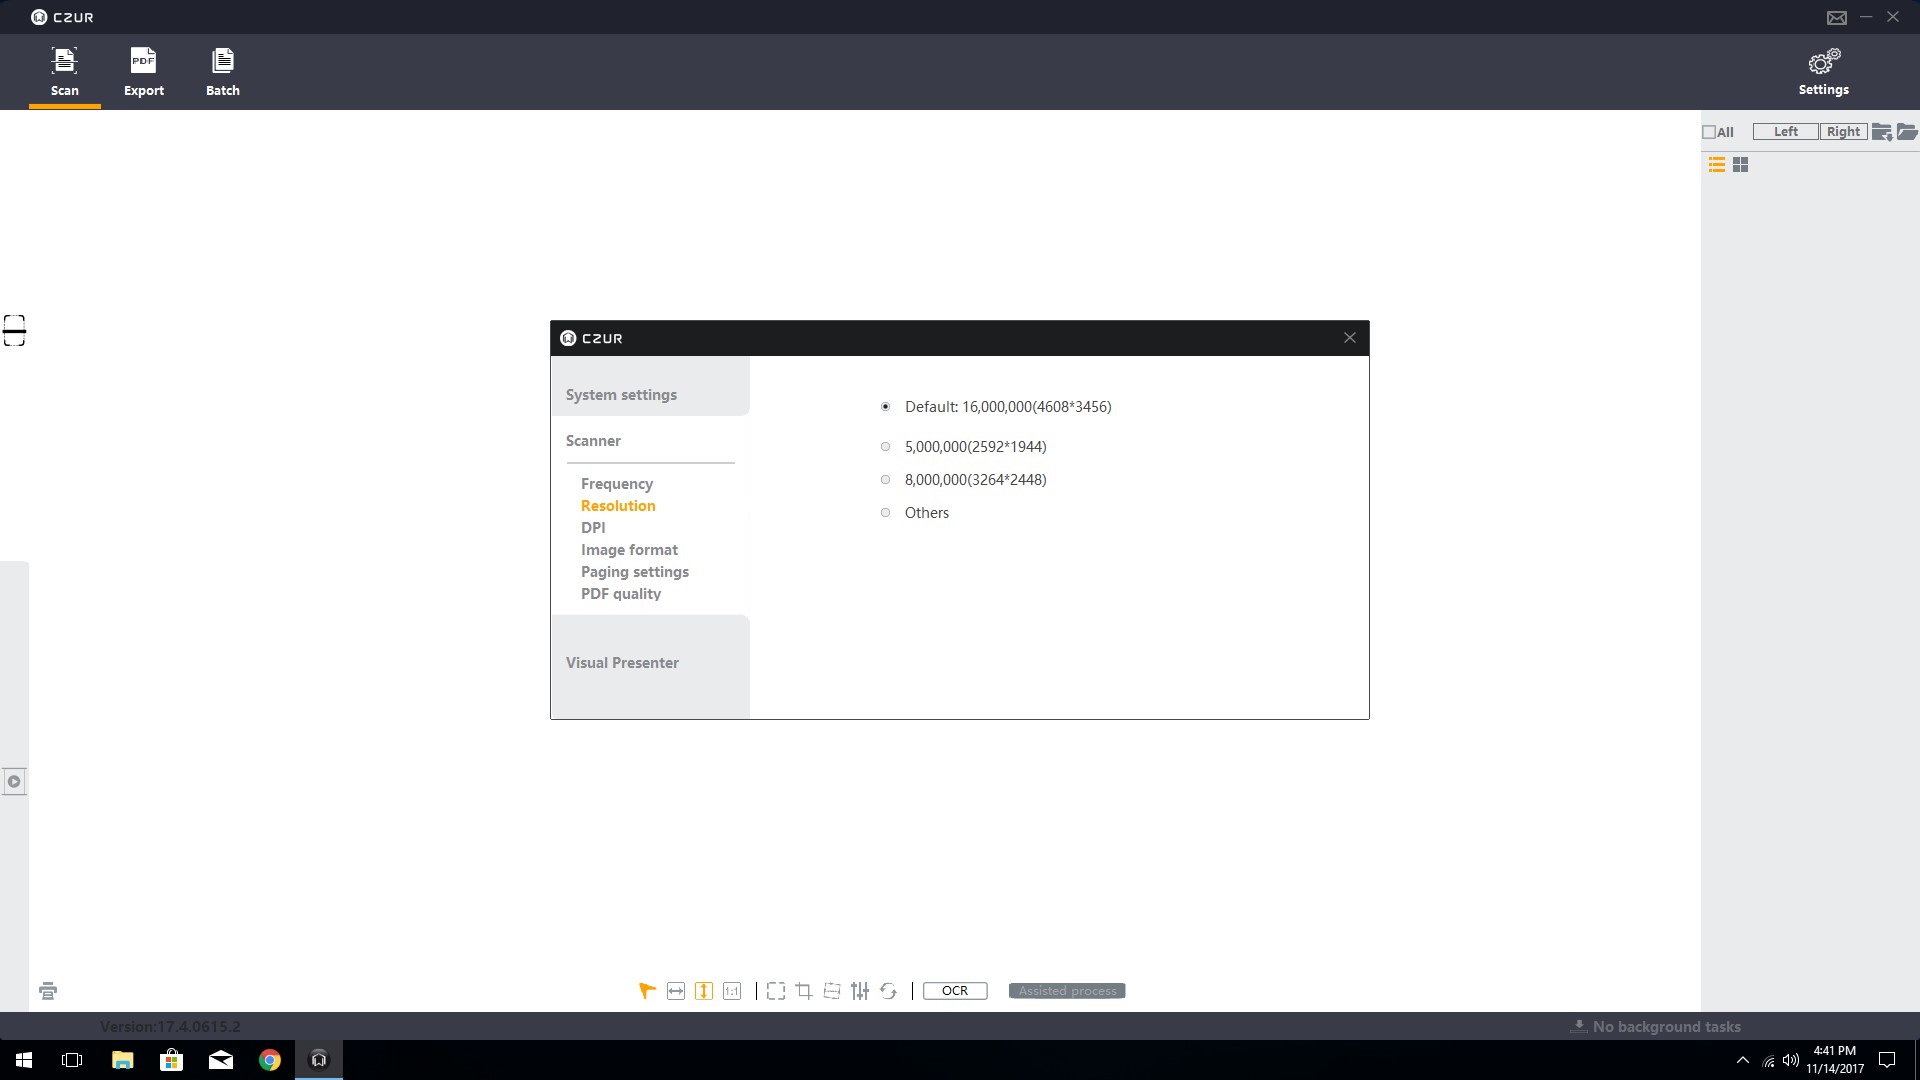 CZUR
Scan
PDF
Export
Batch
Settings
All
Left
Right
CZUR
System settings
Scanner
Frequency
Resolution
DPI
Image format
Paging settings
PDF quality
Visual Presenter
Default: 16,000,000(4608*3456)
5,000,000(2592*1944)
8,000,000(3264*2448)
Others
1:1
OCR
Assisted process
Version:17.4.0615.2
No background tasks
4:41 PM
11/14/2017